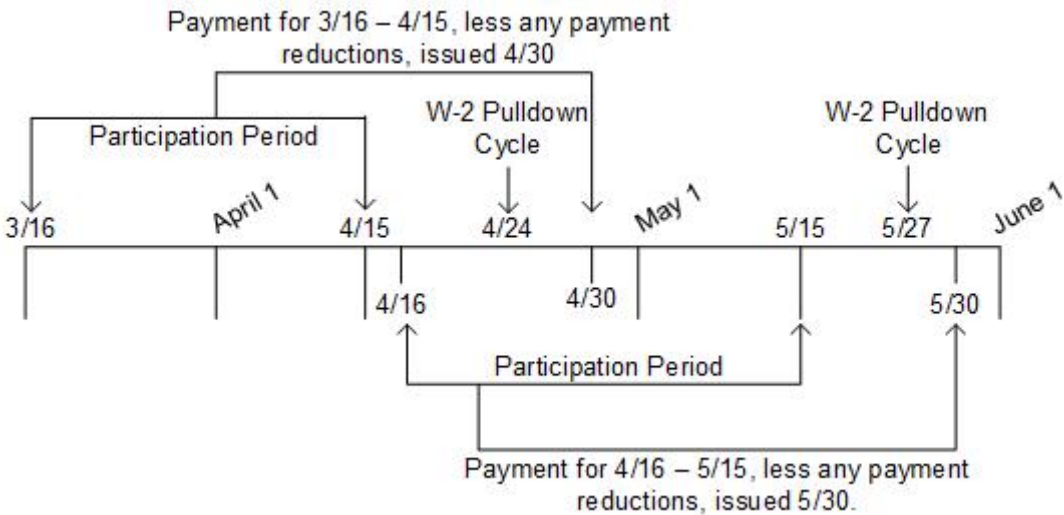 Payment for 3/16 – 4/15, less any payment
reductions, issued 4/30
Participation Period
W-2 Pulldown
Cycle
W-2 Pulldown
Cycle
3/16
April 1
4/15
4/24
May 1
5/15
5/27
June 1
4/16
4/30
5/30
Participation Period
Payment for 4/16 – 5/15, less any payment
reductions, issued 5/30.